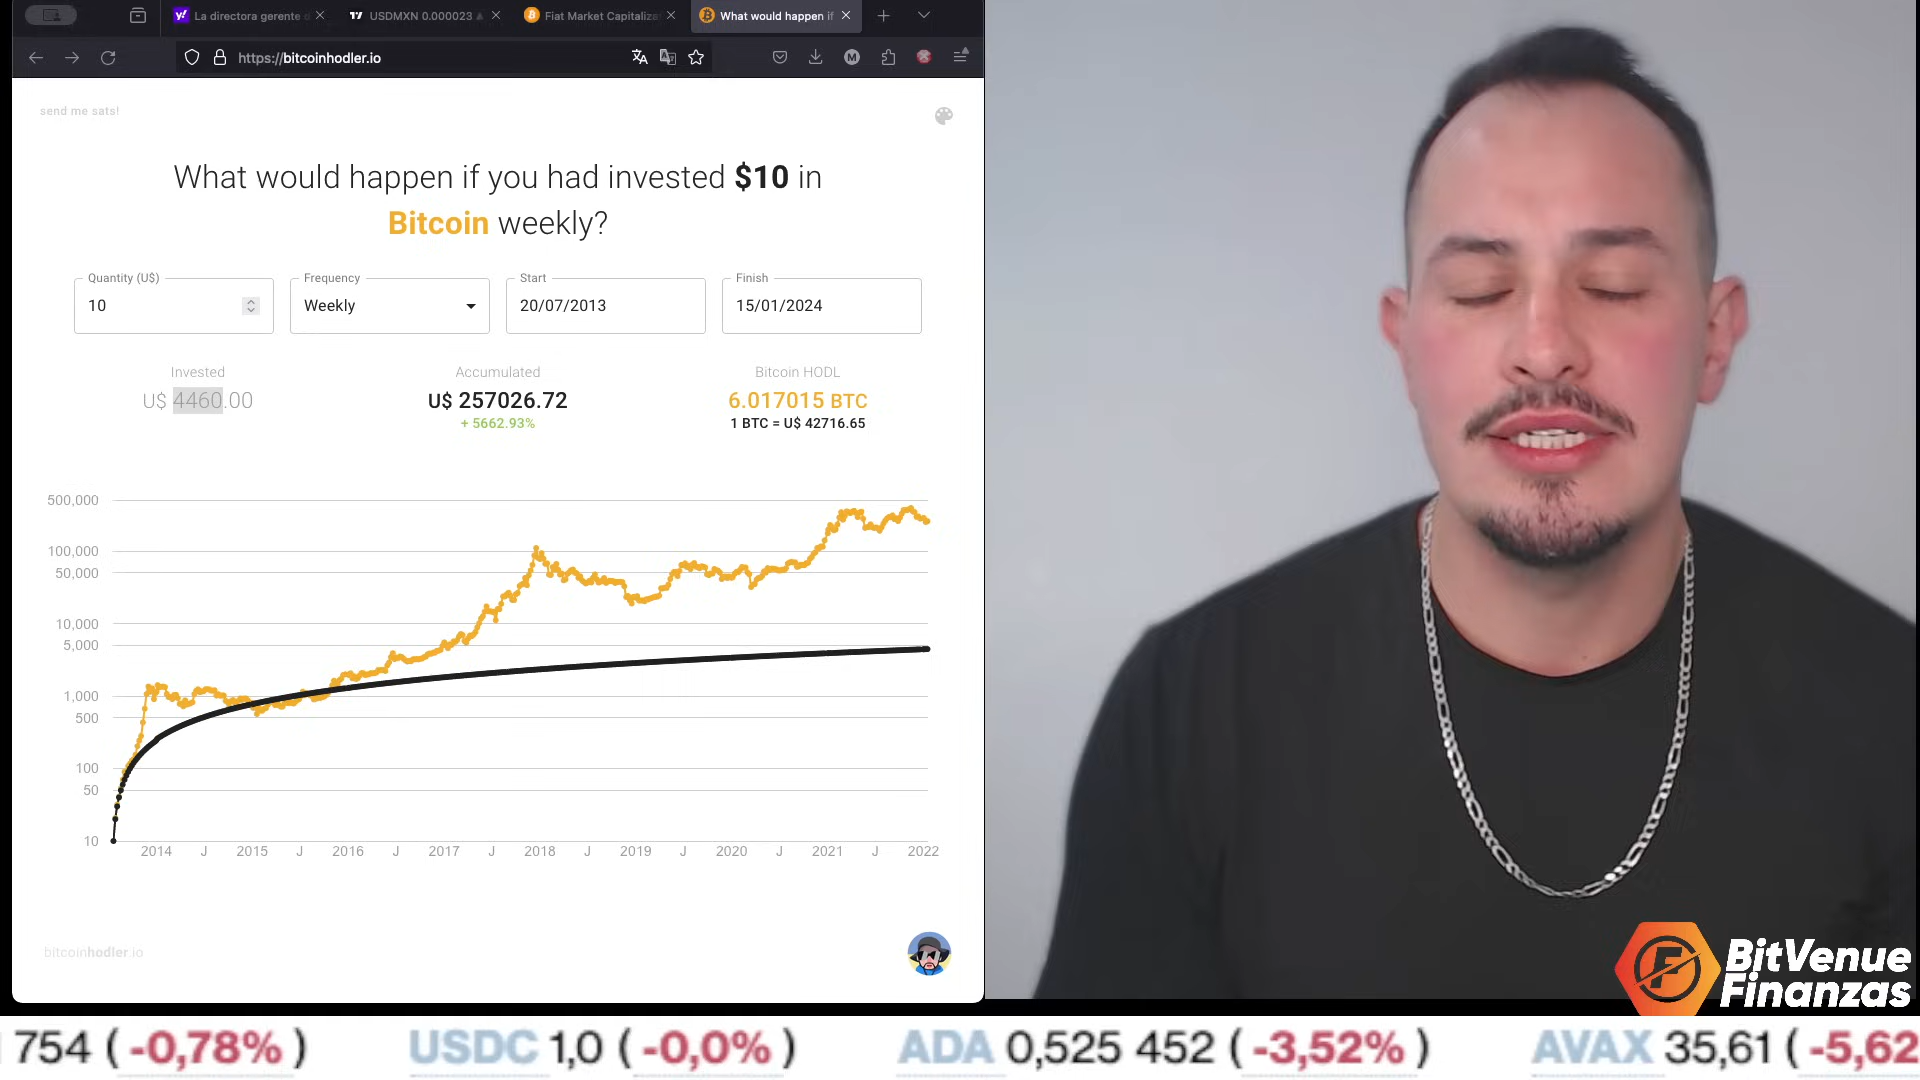 La directora gerente d
USDMXN 0.000023
Fiat Market Capitaliza
What would happen if
https://bitcoinhodler.io
send me sats!
What would happen if you had invested $10 in
Bitcoin weekly?
Quantity (U$)
Frequency
Start
Finish
10
Weekly
20/07/2013
15/01/2024
Invested
Accumulated
Bitcoin HODL
U$ 4460.00
U$ 257026.72
6.017015 BTC
+ 5662.93%
1 BTC = U$ 42716.65
500,000
100,000
50,000
10,000
5,000
1,000
500
100
50
10
2014 J 2015 J 2016 J 2017 J 2018 J 2019 J 2020 J 2021 J 2022
bitcoinhodler.io
BitVenue
Finanzas
754 ( -0,78% )
USDC 1,0 ( -0,0% )
ADA 0,525 452 ( -3,52% )
AVAX 35,61 ( -5,62